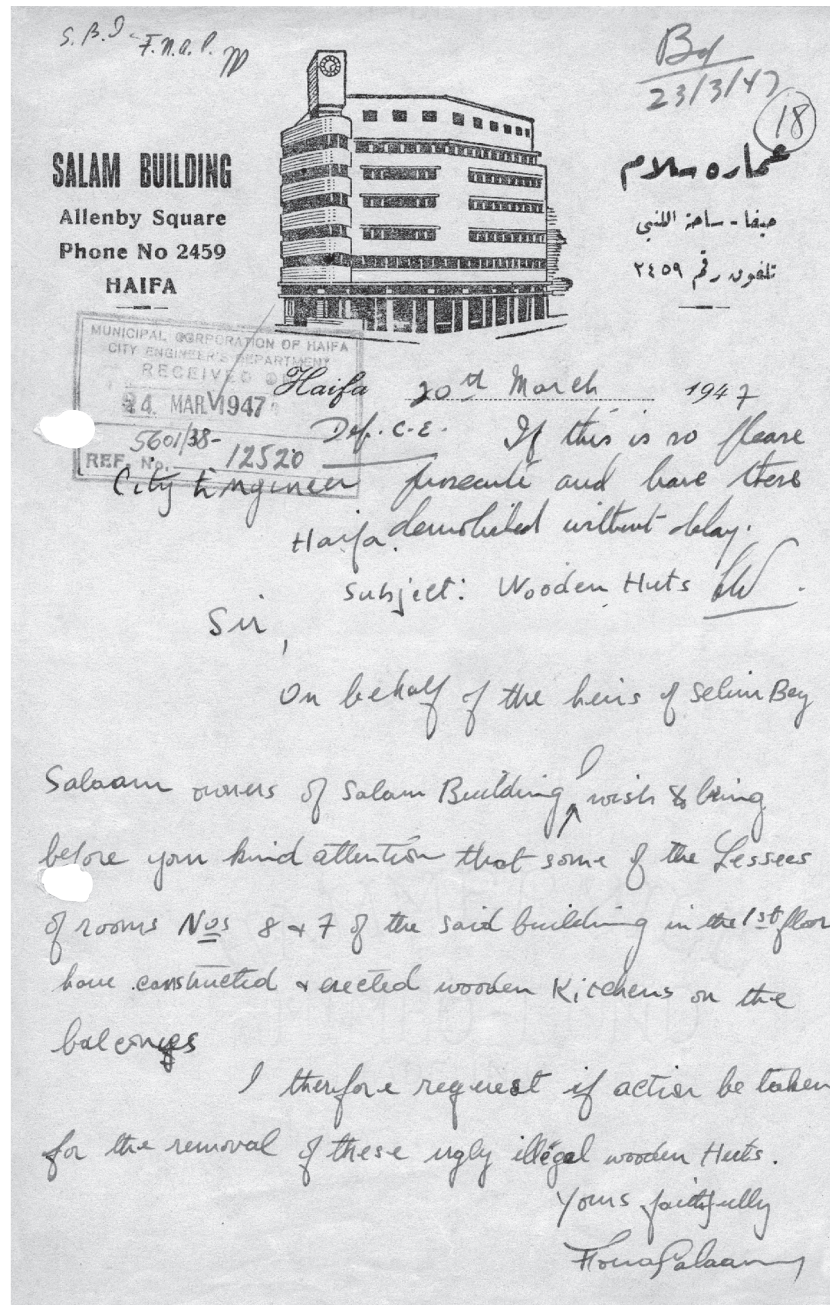 S.B.I. F.n.a.P.
23/3/47
18
SALAM BUILDING
Allenby Square
Phone No 2459
HAIFA
عماره سلام
حيفا - ساحة اللنبي
تلفون رقم ٢٤٥٩
MUNICIPAL CORPORATION OF HAIFA
CITY ENGINEER'S DEPARTMENT
RECEIVED
24. MAR. 1947
5601/38-
REF. No. 12520
Haifa 20th March 1947
Dep. C.E. If this is so please
prosecute and have these
demolished without delay.
City Engineer
Haifa.
Subject: Wooden Huts
Sir,
On behalf of the heirs of Selim Bey
Salaam owners of Salam Building I wish to bring
before your kind attention that some of the Lessees
of rooms Nos 8 & 7 of the said building in the 1st floor
have constructed & erected wooden Kitchens on the
balconys
I therefore request if action be taken
for the removal of these ugly illegal wooden Huts.
Yours faithfully